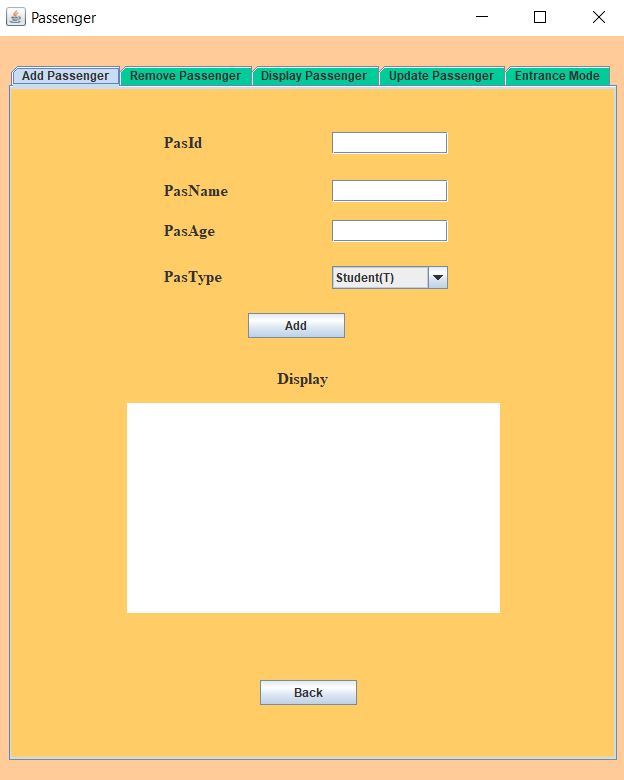 Passenger
Add Passenger Remove Passenger Display Passenger Update Passenger Entrance Mode
PasId
PasName
PasAge
PasType Student(T)
Add
Display
Back